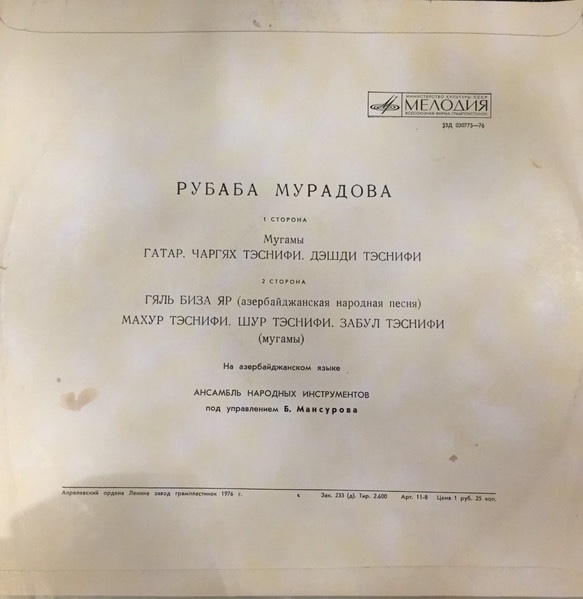 МИНИСТЕРСТВО КУЛЬТУРЫ СССР
МЕЛОДИЯ
ВСЕСОЮЗНАЯ ФИРМА ГРАМПЛАСТИНОК
33Д 030775—76
РУБАБА МУРАДОВА
1 СТОРОНА
Мугамы
ГАТАР. ЧАРГЯХ ТЭСНИФИ. ДЭШДИ ТЭСНИФИ
2 СТОРОНА
ГЯЛЬ БИЗА ЯР (азербайджанская народная песня)
МАХУР ТЭСНИФИ. ШУР ТЭСНИФИ. ЗАБУЛ ТЭСНИФИ
(мугамы)
На азербайджанском языке
АНСАМБЛЬ НАРОДНЫХ ИНСТРУМЕНТОВ
под управлением Б. Мансурова
Апрелевский ордена Ленина завод грампластинок 1976 г. Зак. 233 (д). Тир. 2.600 Арт. 11-8 Цена 1 руб. 25 коп.